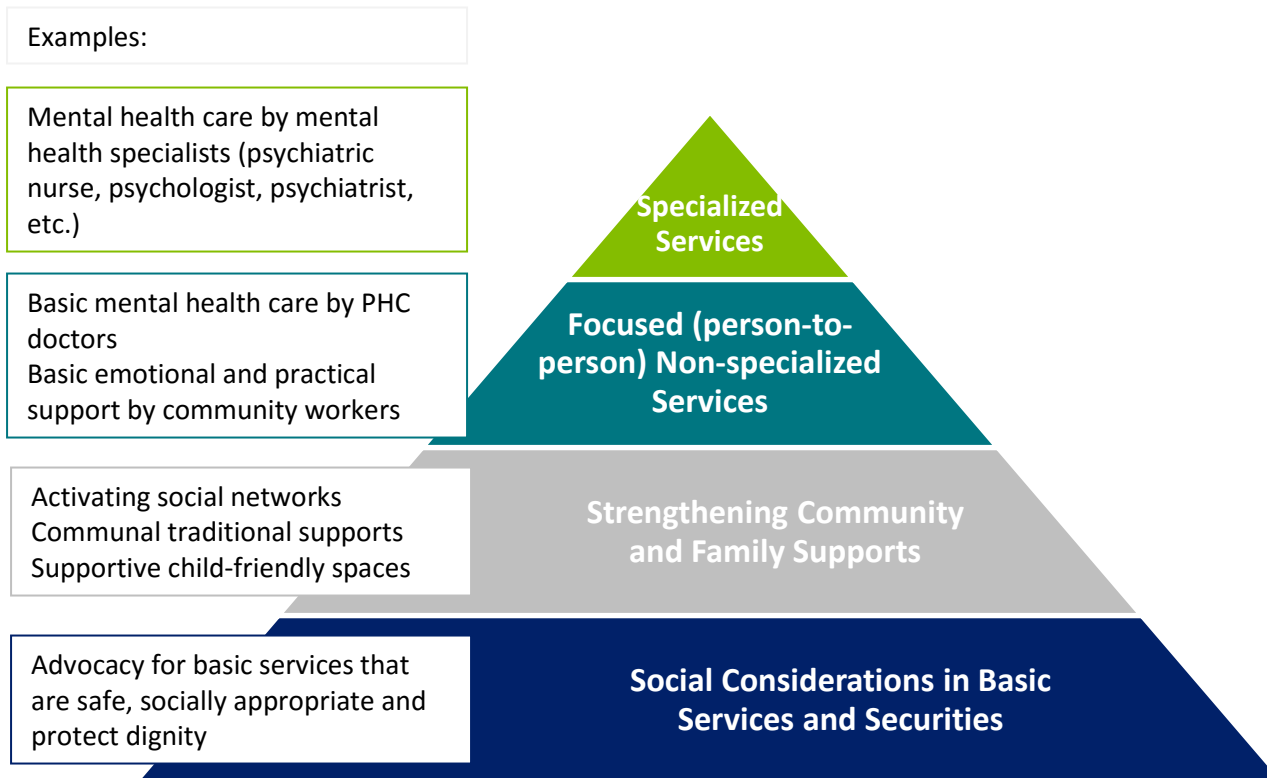 Examples:
Mental health care by mental
health specialists (psychiatric
nurse, psychologist, psychiatrist,
etc.)
Specialized
Services
Basic mental health care by PHC
doctors
Basic emotional and practical
support by community workers
Focused (person-to-
person) Non-specialized
Services
Activating social networks
Communal traditional supports
Supportive child-friendly spaces
Strengthening Community
and Family Supports
Advocacy for basic services that
are safe, socially appropriate and
protect dignity
Social Considerations in Basic
Services and Securities